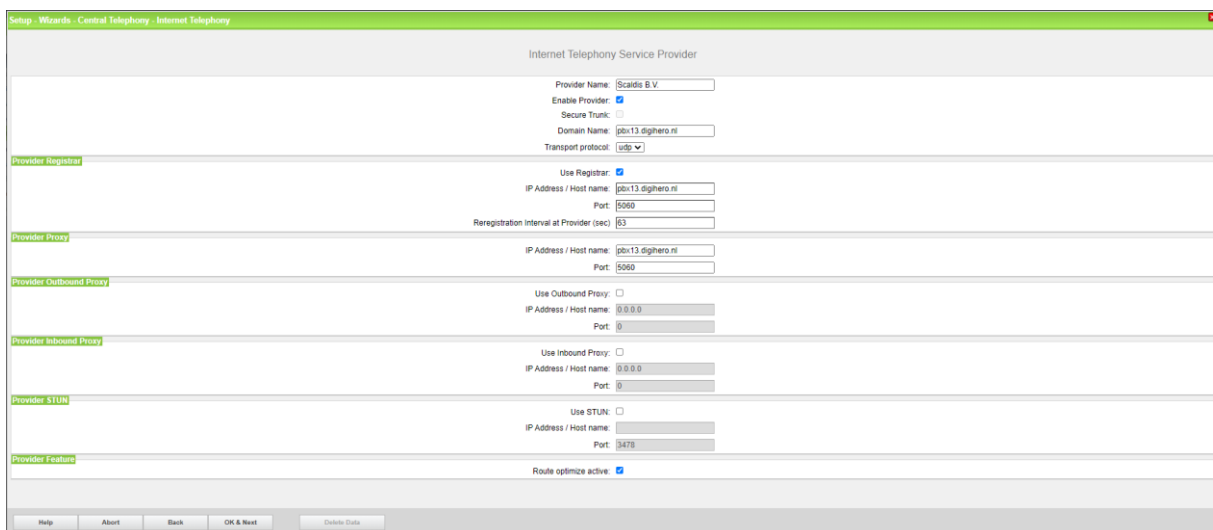 Setup - Wizards - Central Telephony - Internet Telephony
Internet Telephony Service Provider
Provider Name: Scaldis B.V.
Enable Provider:
Secure Trunk:
Domain Name: pbx13.digihero.nl
Transport protocol: udp
Provider Registrar
Use Registrar:
IP Address / Host name: pbx13.digihero.nl
Port: 5060
Reregistration Interval at Provider (sec) 63
Provider Proxy
IP Address / Host name: pbx13.digihero.nl
Port: 5060
Provider Outbound Proxy
Use Outbound Proxy:
IP Address / Host name: 0.0.0.0
Port: 0
Provider Inbound Proxy
Use Inbound Proxy:
IP Address / Host name: 0.0.0.0
Port: 0
Provider STUN
Use STUN:
IP Address / Host name:
Port: 3478
Provider Feature
Route optimize active:
Help Abort Back OK & Next Delete Data